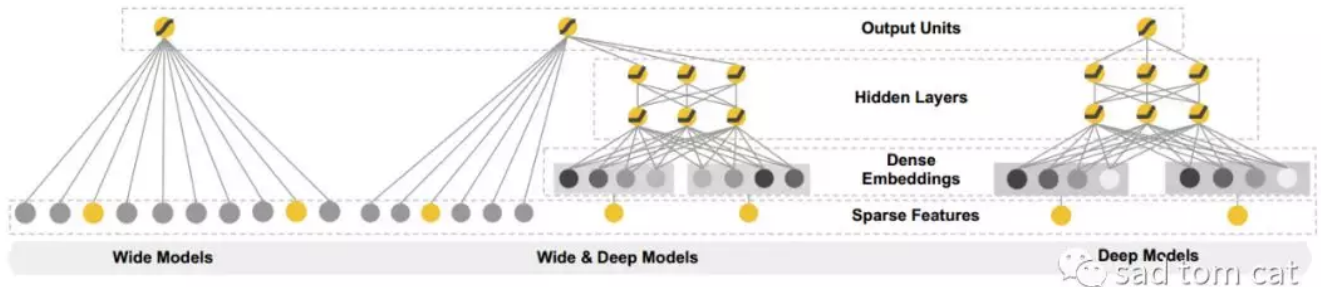 Output Units
Hidden Layers
Dense
Embeddings
Sparse Features
Wide Models
Wide & Deep Models
Deep Models
sad tom cat